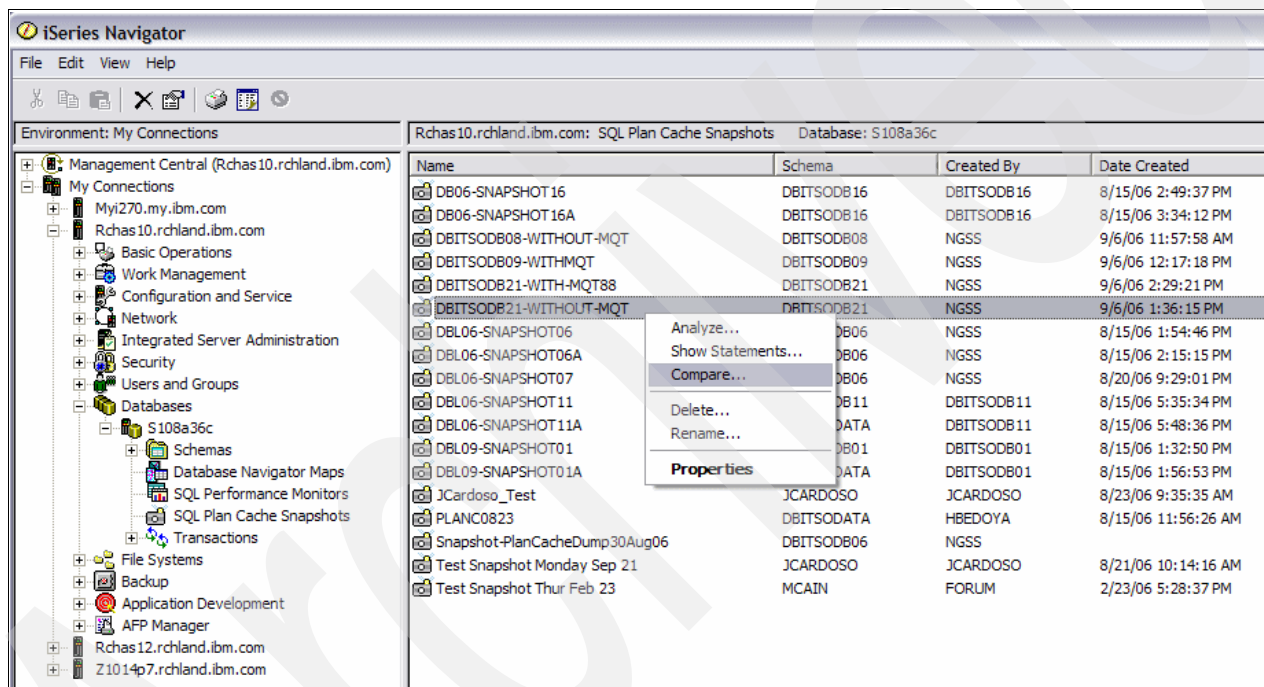 iSeries Navigator
File Edit View Help
Environment: My Connections
Rchas10.rchland.ibm.com: SQL Plan Cache Snapshots Database: S108a36c
Management Central (Rchas10.rchland.ibm.com)
My Connections
Myi270.my.ibm.com
Rchas10.rchland.ibm.com
Basic Operations
Work Management
Configuration and Service
Network
Integrated Server Administration
Security
Users and Groups
Databases
S108a36c
Schemas
Database Navigator Maps
SQL Performance Monitors
SQL Plan Cache Snapshots
Transactions
File Systems
Backup
Application Development
AFP Manager
Rchas12.rchland.ibm.com
Z1014p7.rchland.ibm.com
Name Schema Created By Date Created
DB06-SNAPSHOT16 DBITSODB16 DBITSODB16 8/15/06 2:49:37 PM
DB06-SNAPSHOT16A DBITSODB16 DBITSODB16 8/15/06 3:34:12 PM
DBITSODB08-WITHOUT-MQT DBITSODB08 NGSS 9/6/06 11:57:58 AM
DBITSODB09-WITHMQT DBITSODB09 NGSS 9/6/06 12:17:18 PM
DBITSODB21-WITH-MQT88 DBITSODB21 NGSS 9/6/06 2:29:21 PM
DBITSODB21-WITHOUT-MQT DBITSODB21 NGSS 9/6/06 1:36:15 PM
DBL06-SNAPSHOT06 DB06 NGSS 8/15/06 1:54:46 PM
DBL06-SNAPSHOT06A DB06 NGSS 8/15/06 2:15:15 PM
DBL06-SNAPSHOT07 DB06 NGSS 8/20/06 9:29:01 PM
DBL06-SNAPSHOT11 DB11 DBITSODB11 8/15/06 5:35:34 PM
DBL06-SNAPSHOT11A DATA DBITSODB11 8/15/06 5:48:36 PM
DBL09-SNAPSHOT01 DB01 DBITSODB01 8/15/06 1:32:50 PM
DBL09-SNAPSHOT01A DATA DBITSODB01 8/15/06 1:56:53 PM
JCardoso_Test JCARDOSO JCARDOSO 8/23/06 9:35:35 AM
PLANC0823 DBITSODATA HBEDOYA 8/15/06 11:56:26 AM
Snapshot-PlanCacheDump30Aug06 DBITSODB06 NGSS
Test Snapshot Monday Sep 21 JCARDOSO JCARDOSO 8/21/06 10:14:16 AM
Test Snapshot Thur Feb 23 MCAIN FORUM 2/23/06 5:28:37 PM
Analyze...
Show Statements...
Compare...
Delete...
Rename...
Properties